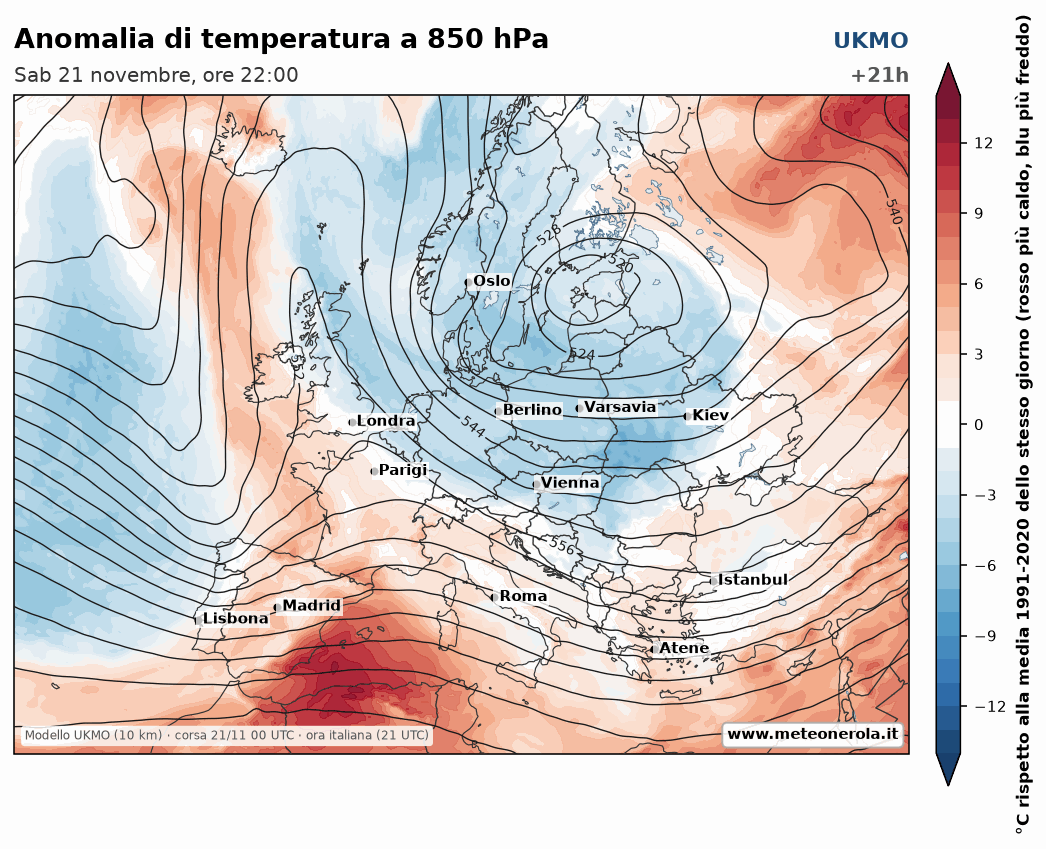 Anomalia di temperatura a 850 hPa
UKMO
Sab 21 novembre, ore 22:00
+21h
540
528
Oslo
524
Berlino
Varsavia
Kiev
Londra
544
Parigi
Vienna
556
Istanbul
Roma
Madrid
Lisbona
Atene
Modello UKMO (10 km) · corsa 21/11 00 UTC · ora italiana (21 UTC)
www.meteonerola.it
12
9
6
3
0
−3
−6
−9
−12
°C rispetto alla media 1991-2020 dello stesso giorno (rosso più caldo, blu più freddo)